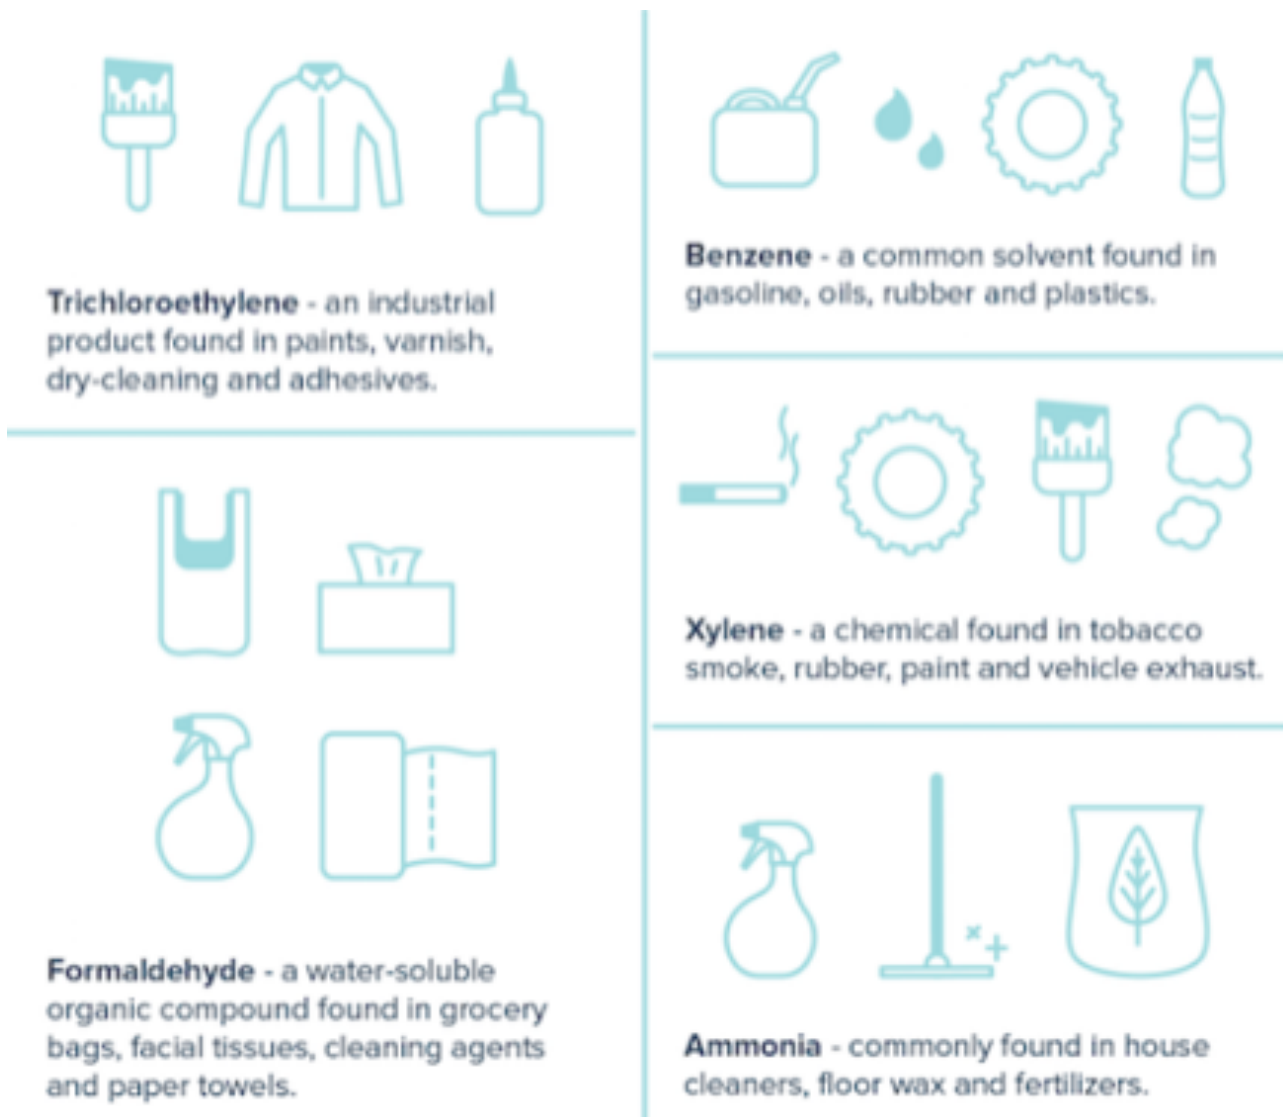 Trichloroethylene - an industrial
product found in paints, varnish,
dry-cleaning and adhesives.
Formaldehyde - a water-soluble
organic compound found in grocery
bags, facial tissues, cleaning agents
and paper towels.
Benzene - a common solvent found in
gasoline, oils, rubber and plastics.
Xylene - a chemical found in tobacco
smoke, rubber, paint and vehicle exhaust.
Ammonia - commonly found in house
cleaners, floor wax and fertilizers.